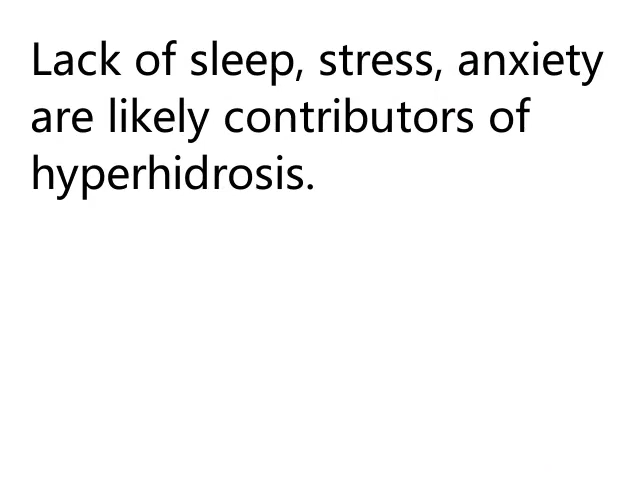 Lack of sleep, stress, anxiety
are likely contributors of
hyperhidrosis.